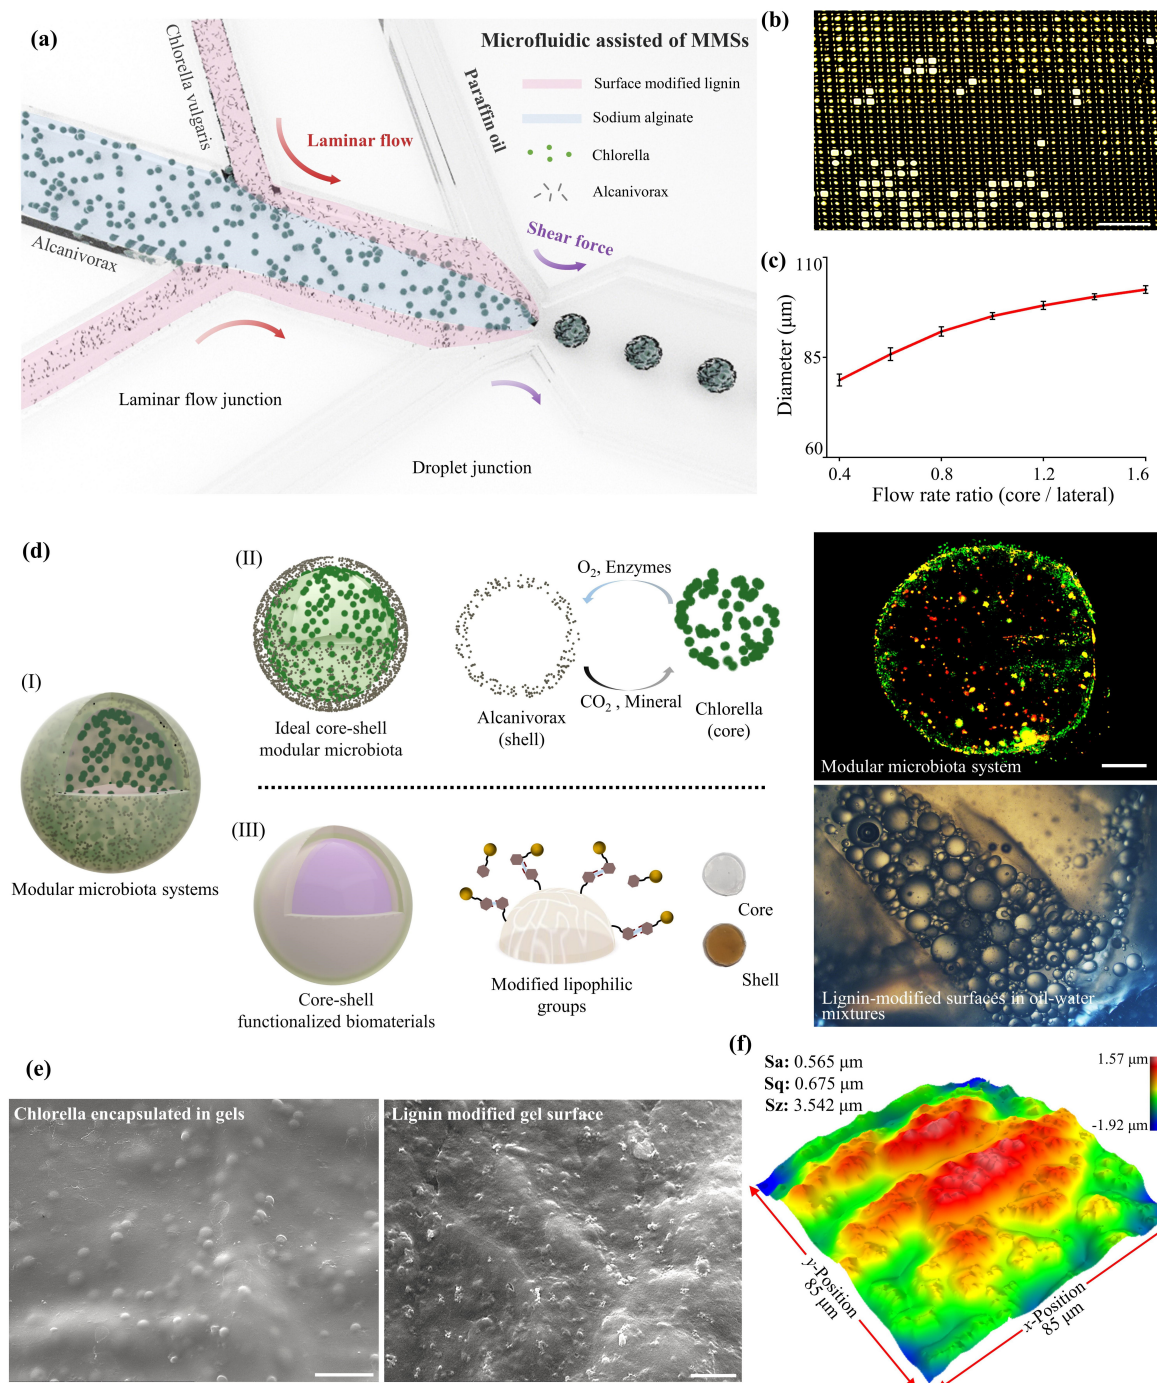 (a)
Microfluidic assisted of MMSs
Surface modified lignin
Sodium alginate
Chlorella
Alcanivorax
Chlorella vulgaris
Laminar flow
Paraffin oil
Shear force
Alcanivorax
Laminar flow junction
Droplet junction
(b)
(c)
110
85
60
Diameter (μm)
0.4
0.8
1.2
1.6
Flow rate ratio (core / lateral)
(d)
(I)
Modular microbiota systems
(II)
Ideal core-shell
modular microbiota
Alcanivorax
(shell)
O2, Enzymes
CO2 , Mineral
Chlorella
(core)
Modular microbiota system
(III)
Core-shell
functionalized biomaterials
Modified lipophilic
groups
Core
Shell
Lignin-modified surfaces in oil-water
mixtures
(e)
Chlorella encapsulated in gels
Lignin modified gel surface
(f)
Sa: 0.565 μm
Sq: 0.675 μm
Sz: 3.542 μm
1.57 μm
-1.92 μm
y-Position
85 μm
x-Position
85 μm